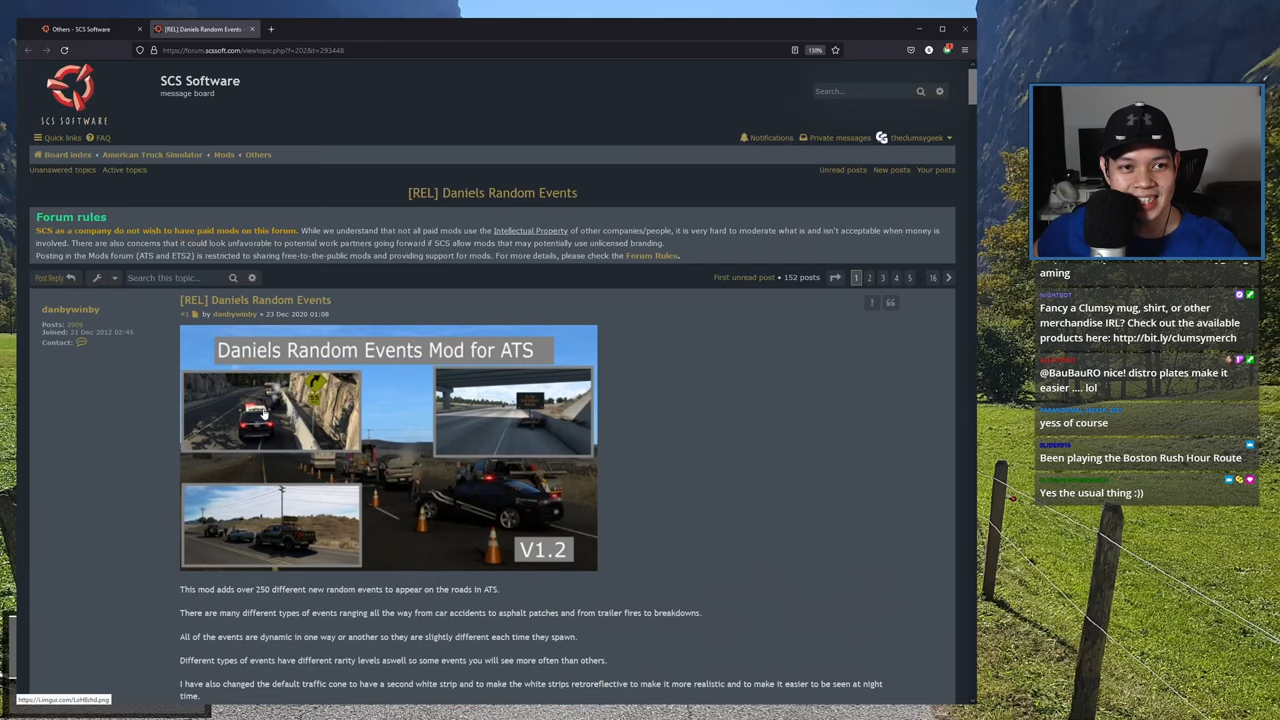 Others - SCS Software
[REL] Daniels Random Events
https://forum.scssoft.com/viewtopic.php?f=202&t=293448
130%
SCS SOFTWARE
SCS Software
message board
Search...
Quick links
FAQ
Notifications
Private messages
theclumsygeek
Board index
American Truck Simulator
Mods
Others
Unanswered topics
Active topics
Unread posts
New posts
Your posts
[REL] Daniels Random Events
Forum rules
SCS as a company do not wish to have paid mods on this forum. While we understand that not all paid mods use the Intellectual Property of other companies/people, it is very hard to moderate what is and isn't acceptable when money is
involved. There are also concerns that it could look unfavorable to potential work partners going forward if SCS allow mods that may potentially use unlicensed branding.
Posting in the Mods forum (ATS and ETS2) is restricted to sharing free-to-the-public mods and providing support for mods. For more details, please check the Forum Rules.
Post Reply
Search this topic...
First unread post • 152 posts
1 2 3 4 5 … 16
danbywinby
Posts: 2909
Joined: 21 Dec 2012 02:45
Contact:
[REL] Daniels Random Events
#1 by danbywinby » 23 Dec 2020 01:08
Daniels Random Events Mod for ATS
V1.2
This mod adds over 250 different new random events to appear on the roads in ATS.
There are many different types of events ranging all the way from car accidents to asphalt patches and from trailer fires to breakdowns.
All of the events are dynamic in one way or another so they are slightly different each time they spawn.
Different types of events have different rarity levels aswell so some events you will see more often than others.
I have also changed the default traffic cone to have a second white strip and to make the white strips retroreflective to make it more realistic and to make it easier to be seen at night
time.
https://i.imgur.com/LoH8zhd.png
aming
NIGHTBOT
Fancy a Clumsy mug, shirt, or other
merchandise IRL? Check out the available
products here: http://bit.ly/clumsymerch
@BauBauRO nice! distro plates make it
easier .... lol
yess of course
SLIDER916
Been playing the Boston Rush Hour Route
Yes the usual thing :))